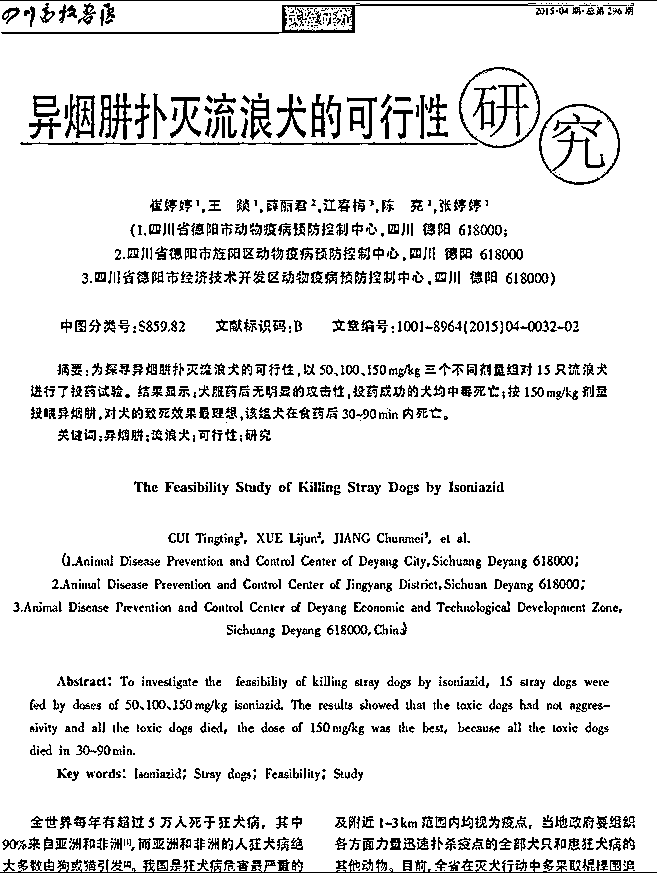 四川畜牧兽医
试验研究
2015·04 期·总第 296 期
异烟肼扑灭流浪犬的可行性研究
崔婷婷¹,王 燚¹,薛丽君²,江春梅³,陈 亮¹,张婷婷¹
(1.四川省德阳市动物疫病预防控制中心,四川 德阳 618000;
2.四川省德阳市旌阳区动物疫病预防控制中心,四川 德阳 618000
3.四川省德阳市经济技术开发区动物疫病预防控制中心,四川 德阳 618000)
中图分类号:S859.82 文献标识码:B 文章编号:1001-8964(2015)04-0032-02
摘要:为探寻异烟肼扑灭流浪犬的可行性,以 50、100、150 mg/kg 三个不同剂量组对 15 只流浪犬
进行了投药试验。结果显示:犬服药后无明显的攻击性,投药成功的犬均中毒死亡;按 150 mg/kg 剂量
投喂异烟肼,对犬的致死效果最理想,该组犬在食药后 30~90 min 内死亡。
关键词:异烟肼;流浪犬;可行性;研究
The Feasibility Study of Killing Stray Dogs by Isoniazid
CUI Tingting¹, XUE Lijun², JIANG Chunmei³, et al.
(1.Animal Disease Prevention and Control Center of Deyang City,Sichuang Deyang 618000;
2.Animal Disease Prevention and Control Center of Jingyang District,Sichuan Deyang 618000;
3.Animal Disease Prevention and Control Center of Deyang Economic and Technological Development Zone,
Sichuang Deyang 618000,China)
Abstract: To investigate the feasibility of killing stray dogs by isoniazid, 15 stray dogs were
fed by doses of 50、100、150 mg/kg isoniazid. The results showed that the toxic dogs had not aggres-
sivity and all the toxic dogs died, the dose of 150 mg/kg was the best, because all the toxic dogs
died in 30~90 min.
Key words: Isoniazid; Stray dogs; Feasibility; Study
全世界每年有超过 5 万人死于狂犬病, 其中
90%来自亚洲和非洲[1],而亚洲和非洲的人狂犬病绝
大多数由狗或猫引发[2]。我国是狂犬病危害最严重的
及附近 1~3 km 范围内均视为疫点, 当地政府要组织
各方面力量迅速扑杀疫点的全部犬只和患狂犬病的
其他动物。目前,全省在灭犬行动中多采取棍棒围追